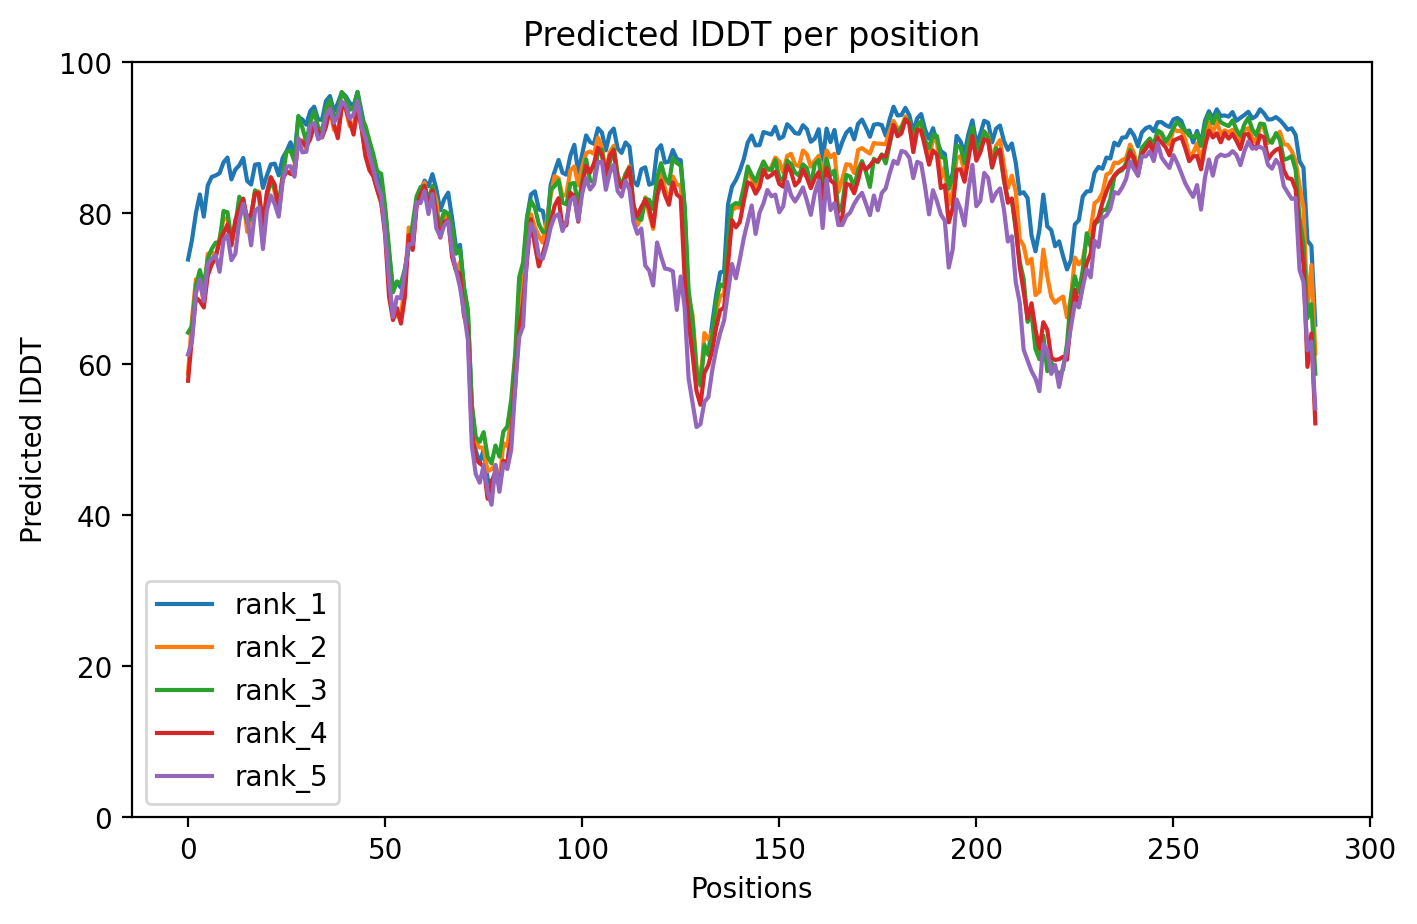 Predicted lDDT per position
100
80
60
40
20
0
Predicted lDDT
rank_1
rank_2
rank_3
rank_4
rank_5
0 50 100 150 200 250 300
Positions